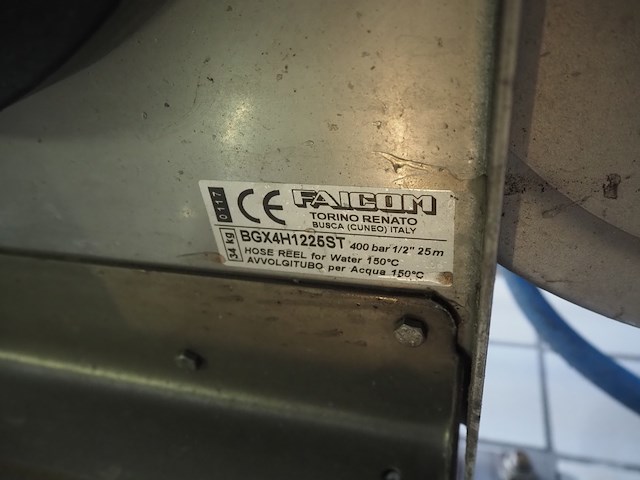 0117
CE
FAICOM
TORINO RENATO
BUSCA (CUNEO) ITALY
34 kg
BGX4H1225ST 400 bar 1/2" 25m
HOSE REEL for Water 150°C
AVVOLGITUBO per Acqua 150°C